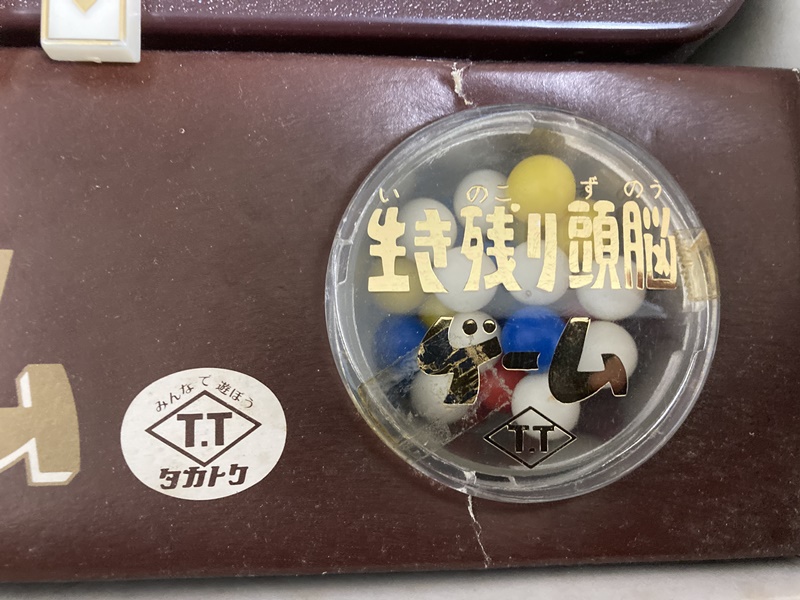 い のこ ずのう
生き残り頭脳
ゲーム
T.T
みんなで遊ぼう
T.T
タカトク